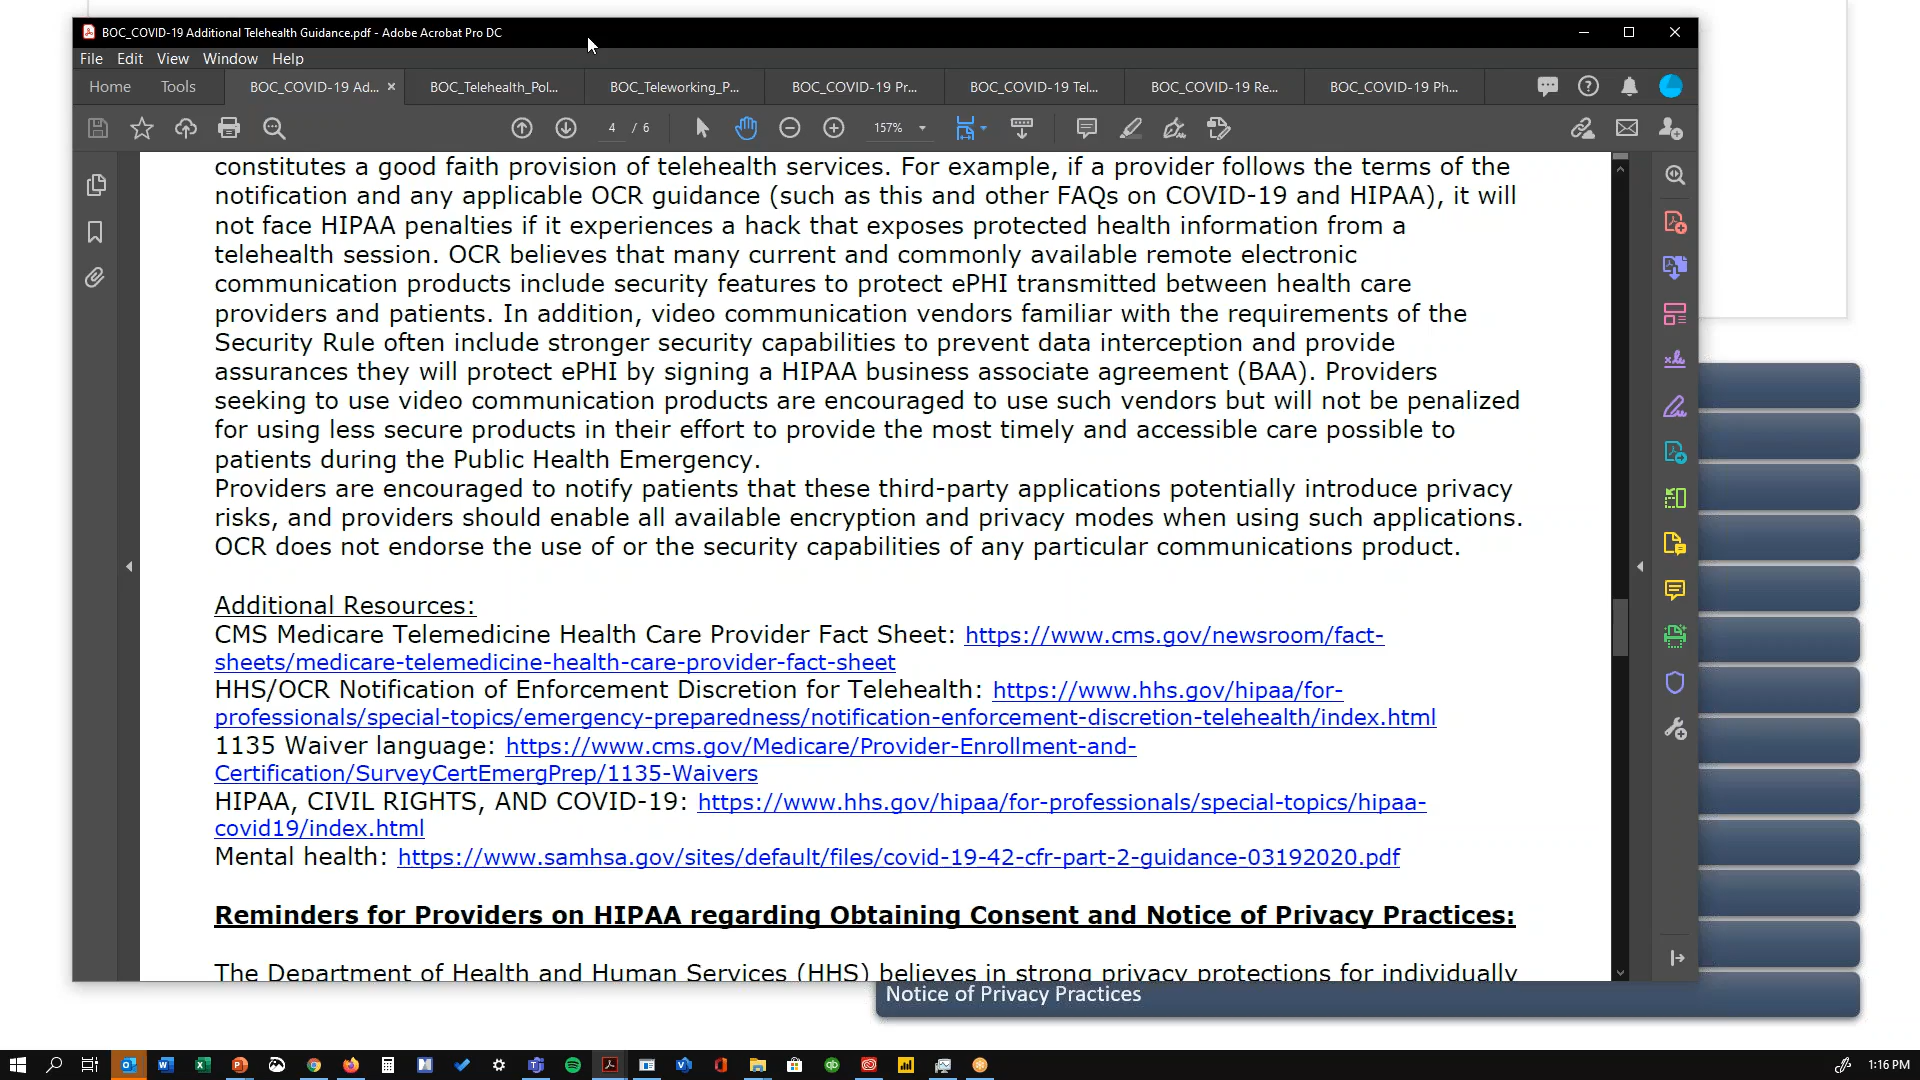 BOC_COVID-19 Additional Telehealth Guidance.pdf - Adobe Acrobat Pro DC
File Edit View Window Help
Home Tools BOC_COVID-19 Ad... × BOC_Telehealth_Pol... BOC_Teleworking_P... BOC_COVID-19 Pr... BOC_COVID-19 Tel... BOC_COVID-19 Re... BOC_COVID-19 Ph...
4 / 6 157%
constitutes a good faith provision of telehealth services. For example, if a provider follows the terms of the
notification and any applicable OCR guidance (such as this and other FAQs on COVID-19 and HIPAA), it will
not face HIPAA penalties if it experiences a hack that exposes protected health information from a
telehealth session. OCR believes that many current and commonly available remote electronic
communication products include security features to protect ePHI transmitted between health care
providers and patients. In addition, video communication vendors familiar with the requirements of the
Security Rule often include stronger security capabilities to prevent data interception and provide
assurances they will protect ePHI by signing a HIPAA business associate agreement (BAA). Providers
seeking to use video communication products are encouraged to use such vendors but will not be penalized
for using less secure products in their effort to provide the most timely and accessible care possible to
patients during the Public Health Emergency.
Providers are encouraged to notify patients that these third-party applications potentially introduce privacy
risks, and providers should enable all available encryption and privacy modes when using such applications.
OCR does not endorse the use of or the security capabilities of any particular communications product.
Additional Resources:
CMS Medicare Telemedicine Health Care Provider Fact Sheet: https://www.cms.gov/newsroom/fact-
sheets/medicare-telemedicine-health-care-provider-fact-sheet
HHS/OCR Notification of Enforcement Discretion for Telehealth: https://www.hhs.gov/hipaa/for-
professionals/special-topics/emergency-preparedness/notification-enforcement-discretion-telehealth/index.html
1135 Waiver language: https://www.cms.gov/Medicare/Provider-Enrollment-and-
Certification/SurveyCertEmergPrep/1135-Waivers
HIPAA, CIVIL RIGHTS, AND COVID-19: https://www.hhs.gov/hipaa/for-professionals/special-topics/hipaa-
covid19/index.html
Mental health: https://www.samhsa.gov/sites/default/files/covid-19-42-cfr-part-2-guidance-03192020.pdf
Reminders for Providers on HIPAA regarding Obtaining Consent and Notice of Privacy Practices:
The Department of Health and Human Services (HHS) believes in strong privacy protections for individually
Notice of Privacy Practices
1:16 PM